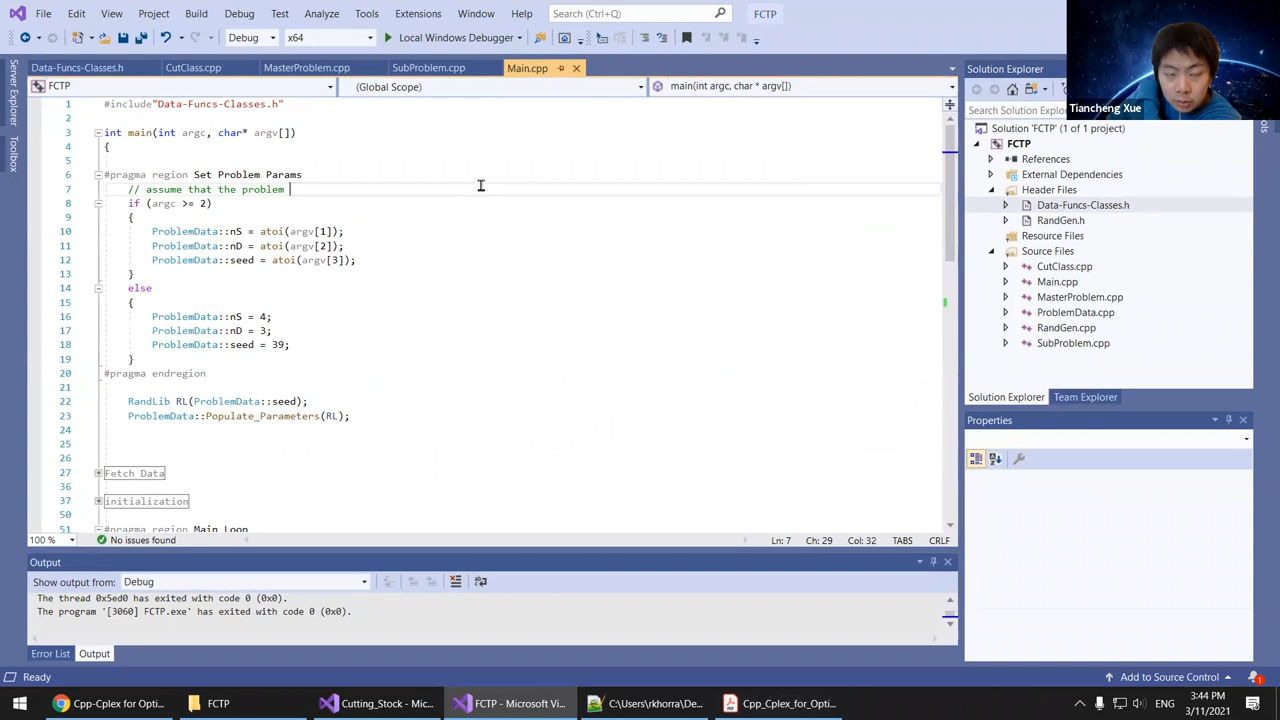 File Edit View Project Build Debug Test Analyze Tools Extensions Window Help Search (Ctrl+Q) FCTP
Debug x64 Local Windows Debugger
Tiancheng Xue
Server Explorer
Toolbox
Data-Funcs-Classes.h CutClass.cpp MasterProblem.cpp SubProblem.cpp Main.cpp
FCTP (Global Scope) main(int argc, char * argv[])
1 #include"Data-Funcs-Classes.h"
2
3 int main(int argc, char* argv[])
4 {
5
6 #pragma region Set Problem Params
7 // assume that the problem
8 if (argc >= 2)
9 {
10 ProblemData::nS = atoi(argv[1]);
11 ProblemData::nD = atoi(argv[2]);
12 ProblemData::seed = atoi(argv[3]);
13 }
14 else
15 {
16 ProblemData::nS = 4;
17 ProblemData::nD = 3;
18 ProblemData::seed = 39;
19 }
20 #pragma endregion
21
22 RandLib RL(ProblemData::seed);
23 ProblemData::Populate_Parameters(RL);
24
25
26
27 Fetch Data
36
37 initialization
50
51 #pragma region Main Loop
100 % No issues found Ln: 7 Ch: 29 Col: 32 TABS CRLF
Output
Show output from: Debug
The thread 0x5ed0 has exited with code 0 (0x0).
The program '[3060] FCTP.exe' has exited with code 0 (0x0).
Error List Output
Solution Explorer
Search Solution Explorer
Solution 'FCTP' (1 of 1 project)
FCTP
References
External Dependencies
Header Files
Data-Funcs-Classes.h
RandGen.h
Resource Files
Source Files
CutClass.cpp
Main.cpp
MasterProblem.cpp
ProblemData.cpp
RandGen.cpp
SubProblem.cpp
Solution Explorer Team Explorer
Properties
Ready Add to Source Control 1
Cpp-Cplex for Opti... FCTP Cutting_Stock - Mic... FCTP - Microsoft Vi... C:\Users\rkhorra\De... Cpp_Cplex_for_Opti...
ENG 3:44 PM
3/11/2021